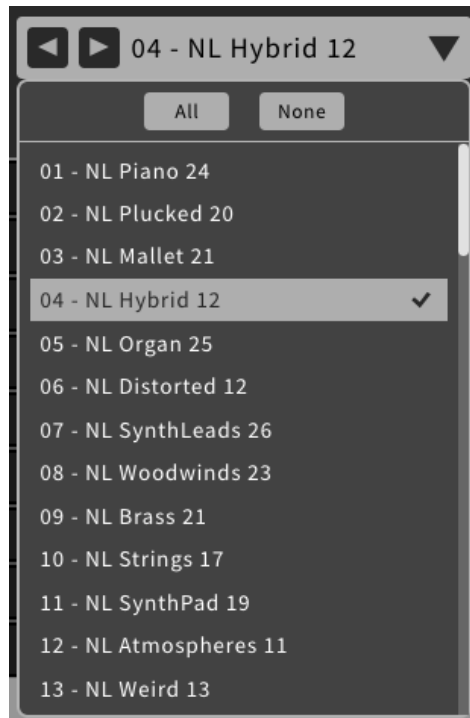 04 - NL Hybrid 12
All None
01 - NL Piano 24
02 - NL Plucked 20
03 - NL Mallet 21
04 - NL Hybrid 12
05 - NL Organ 25
06 - NL Distorted 12
07 - NL SynthLeads 26
08 - NL Woodwinds 23
09 - NL Brass 21
10 - NL Strings 17
11 - NL SynthPad 19
12 - NL Atmospheres 11
13 - NL Weird 13